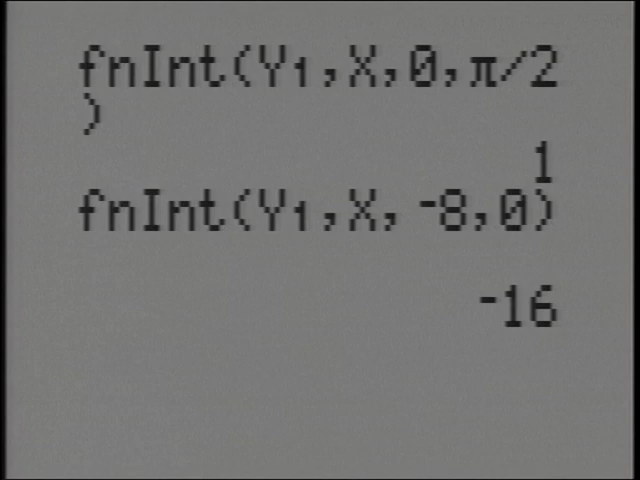 fnInt(Y₁,X,0,π/2
)
1
fnInt(Y₁,X,⁻8,0)
⁻16